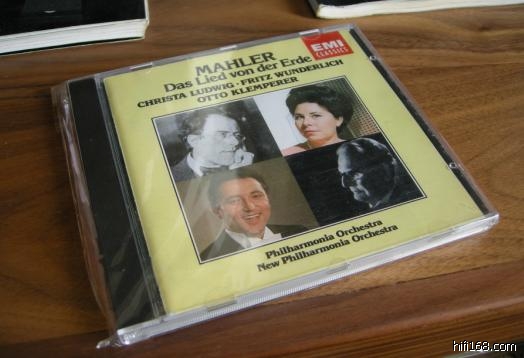 MAHLER
Das Lied von der Erde
EMI
CLASSICS
CHRISTA LUDWIG · FRITZ WUNDERLICH
OTTO KLEMPERER
Philharmonia Orchestra
New Philharmonia Orchestra
hifi168.com